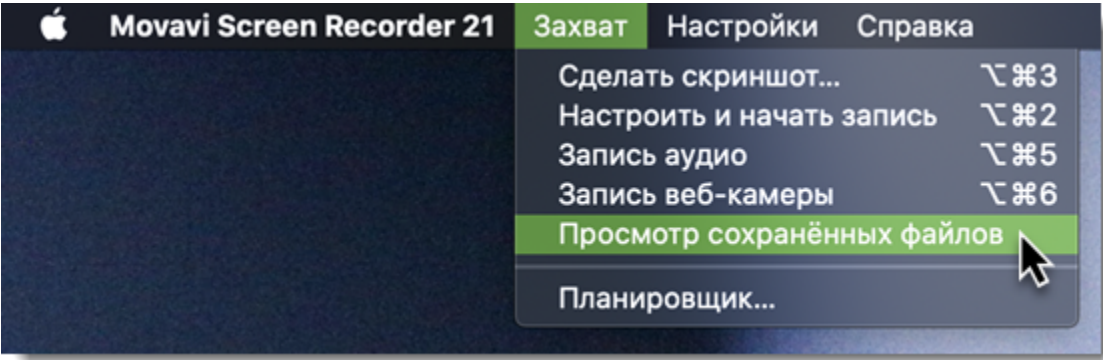 Movavi Screen Recorder 21 Захват Настройки Справка
Сделать скриншот... ⌥⌘3
Настроить и начать запись ⌥⌘2
Запись аудио ⌥⌘5
Запись веб-камеры ⌥⌘6
Просмотр сохранённых файлов
Планировщик...